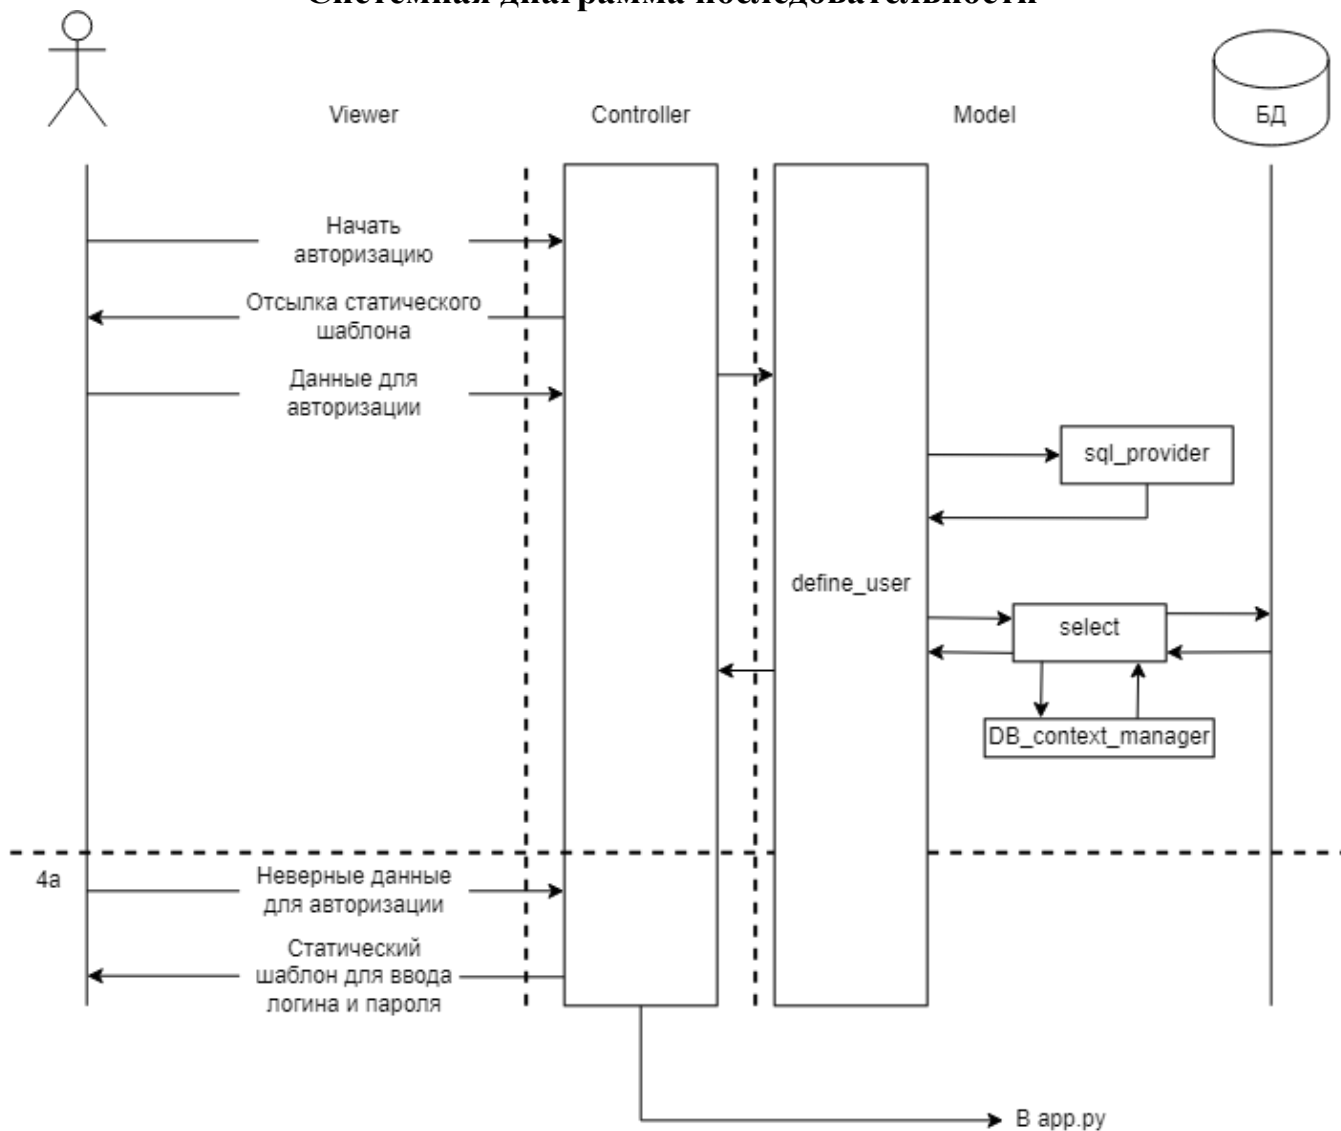 Системная диаграмма последовательности
Viewer
Controller
Model
БД
Начать
авторизацию
Отсылка статического
шаблона
Данные для
авторизации
sql_provider
define_user
select
DB_context_manager
4а
Неверные данные
для авторизации
Статический
шаблон для ввода
логина и пароля
В app.py